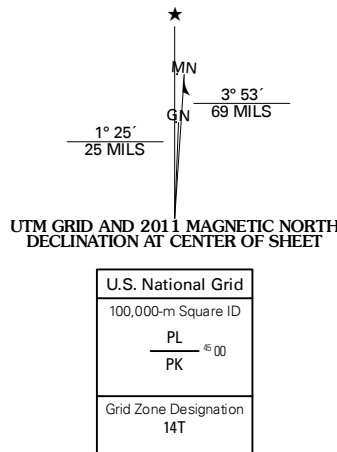 ★
MN
3° 53´
69 MILS
GN
1° 25´
25 MILS
UTM GRID AND 2011 MAGNETIC NORTH
DECLINATION AT CENTER OF SHEET
U.S. National Grid
100,000-m Square ID
PL
45 00
PK
Grid Zone Designation
14T